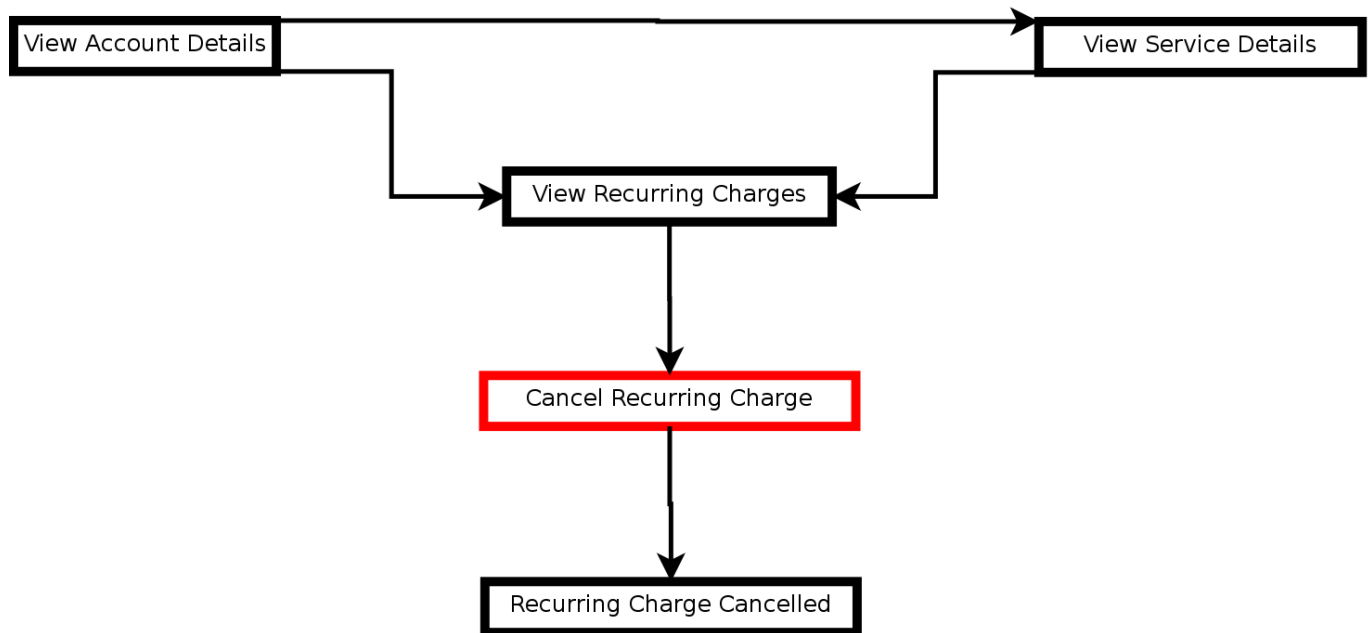 View Account Details
View Service Details
View Recurring Charges
Cancel Recurring Charge
Recurring Charge Cancelled